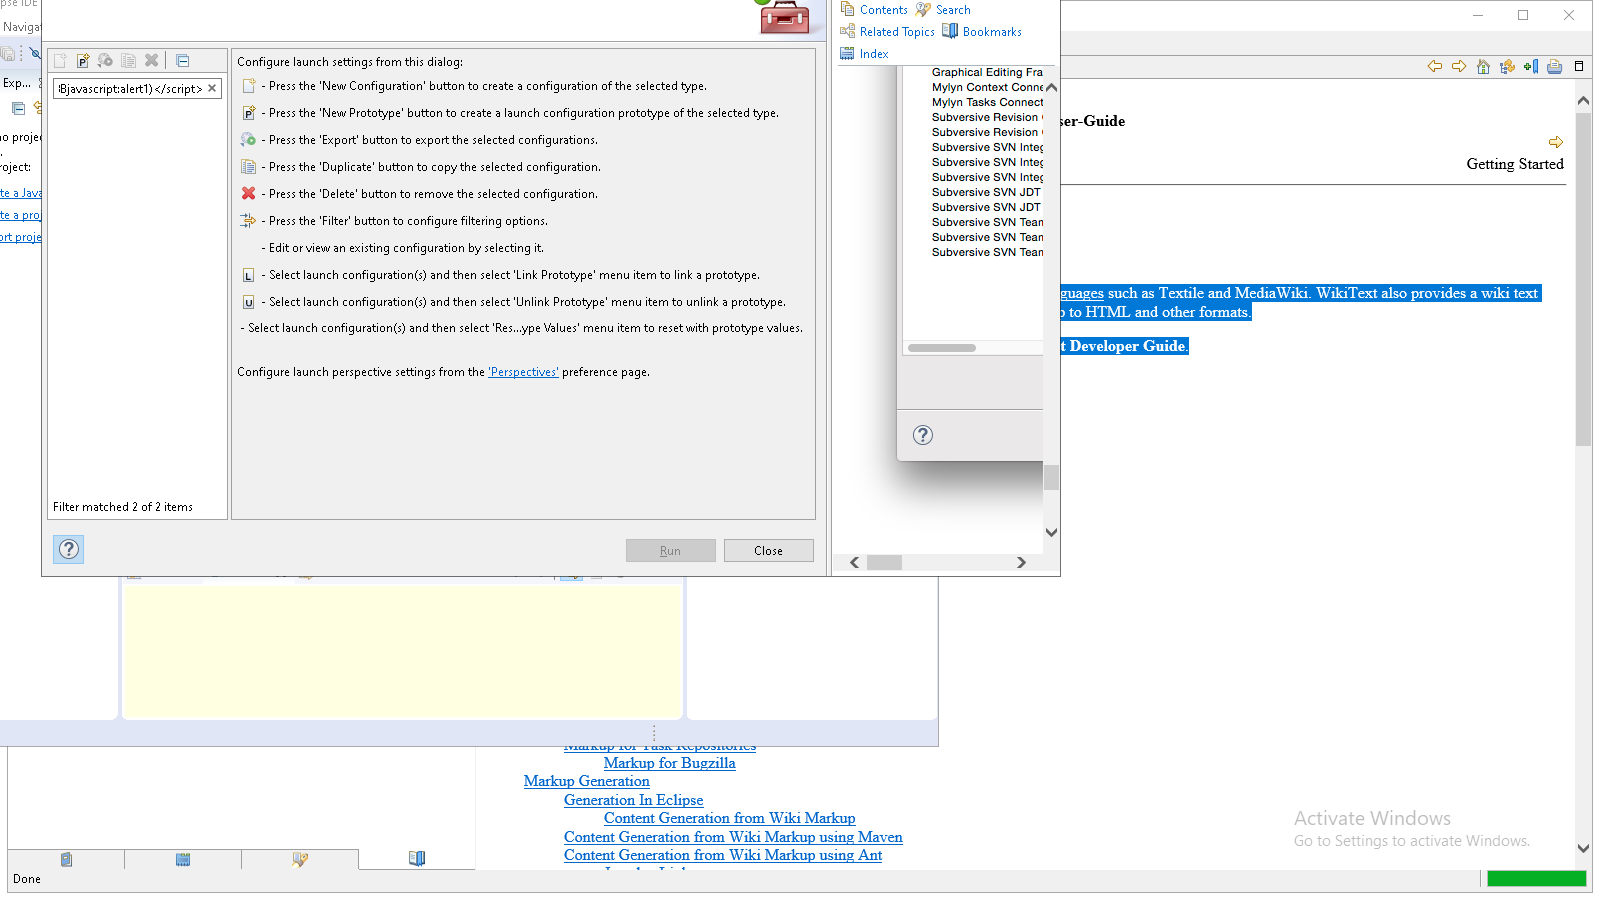 pse IDE
Naviga
Exp...
no projec
roject:
te a Java
te a proj
ort proje
3javascript:alert1)</script>
Filter matched 2 of 2 items
Configure launch settings from this dialog:
- Press the 'New Configuration' button to create a configuration of the selected type.
P - Press the 'New Prototype' button to create a launch configuration prototype of the selected type.
- Press the 'Export' button to export the selected configurations.
- Press the 'Duplicate' button to copy the selected configuration.
- Press the 'Delete' button to remove the selected configuration.
- Press the 'Filter' button to configure filtering options.
- Edit or view an existing configuration by selecting it.
L - Select launch configuration(s) and then select 'Link Prototype' menu item to link a prototype.
U - Select launch configuration(s) and then select 'Unlink Prototype' menu item to unlink a prototype.
- Select launch configuration(s) and then select 'Res...ype Values' menu item to reset with prototype values.
Configure launch perspective settings from the 'Perspectives' preference page.
?
Run
Close
Contents
Search
Related Topics
Bookmarks
Index
Graphical Editing Fra
Mylyn Context Conne
Mylyn Tasks Connect
Subversive Revision
Subversive Revision
Subversive SVN Integ
Subversive SVN Integ
Subversive SVN Integ
Subversive SVN JDT
Subversive SVN JDT
Subversive SVN Team
Subversive SVN Team
Subversive SVN Team
?
ser-Guide
Getting Started
guages such as Textile and MediaWiki. WikiText also provides a wiki text
p to HTML and other formats.
t Developer Guide.
Markup for Task Repositories
Markup for Bugzilla
Markup Generation
Generation In Eclipse
Content Generation from Wiki Markup
Content Generation from Wiki Markup using Maven
Content Generation from Wiki Markup using Ant
Activate Windows
Go to Settings to activate Windows.
Done